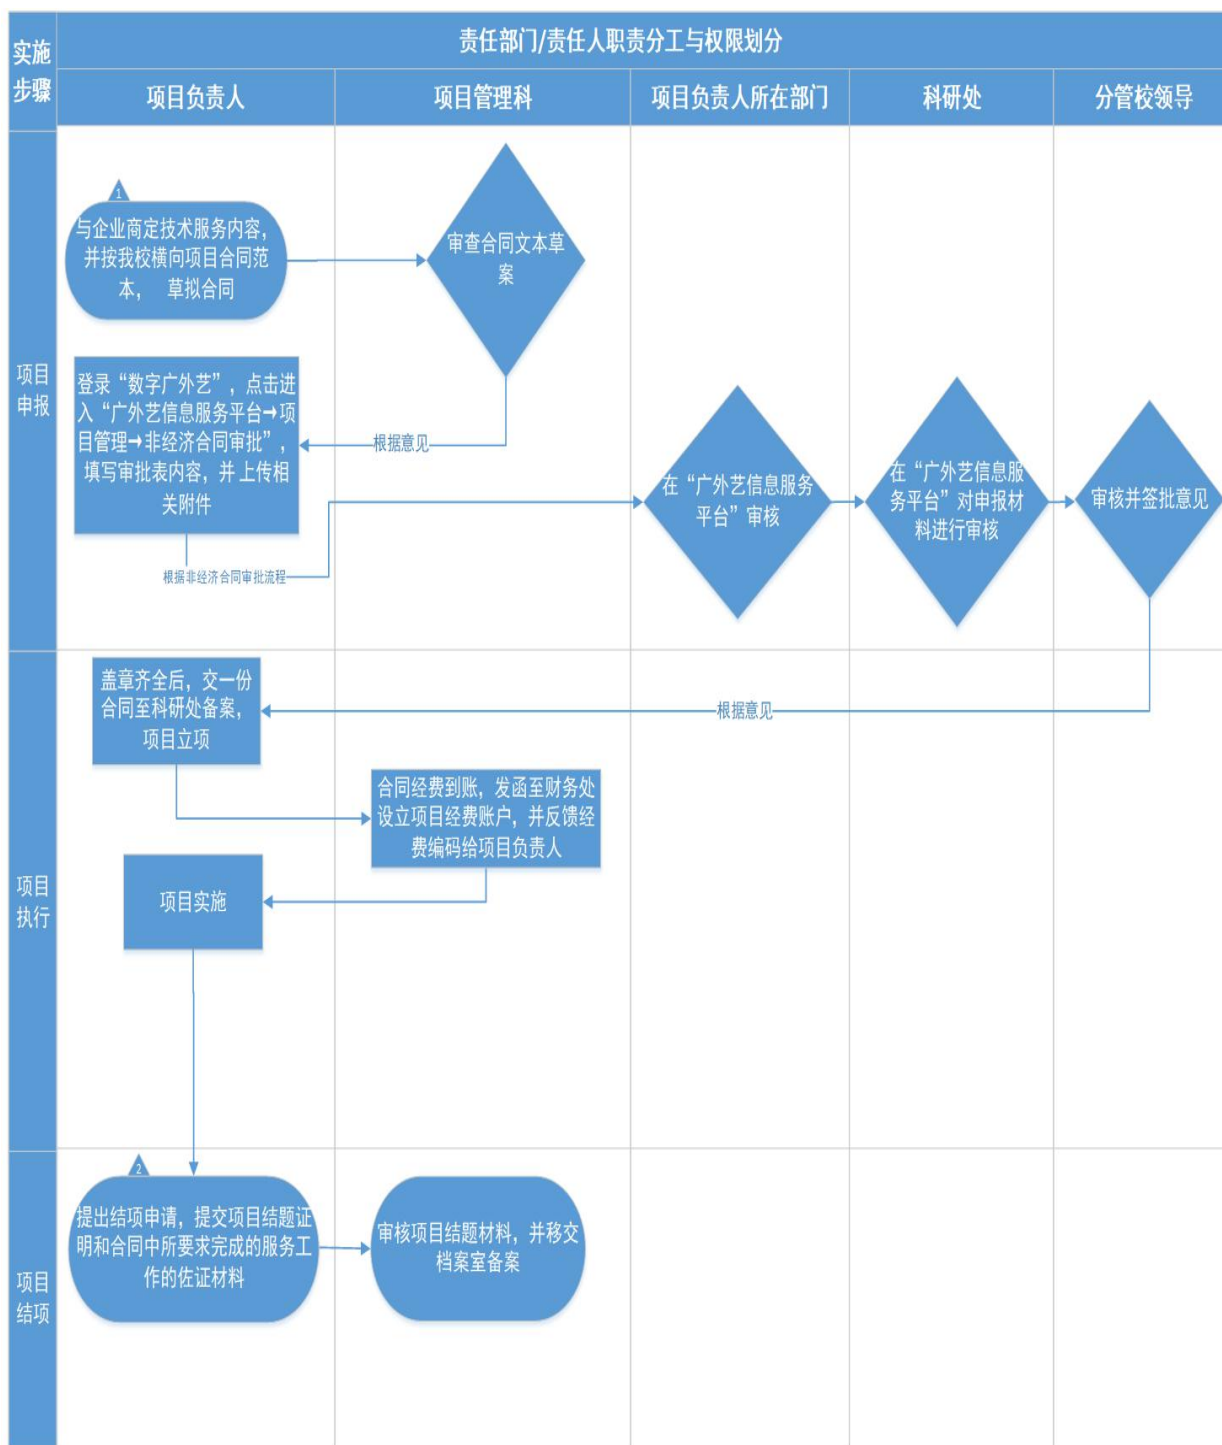 实施
步骤
责任部门/责任人职责分工与权限划分
项目负责人
项目管理科
项目负责人所在部门
科研处
分管校领导
项目
申报
1
与企业商定技术服务内容，
并按我校横向项目合同范
本， 草拟合同
审查合同文本草
案
登录“数字广外艺”，点击进
入“广外艺信息服务平台→项
目管理→非经济合同审批”，
填写审批表内容，并 上传相
关附件
根据意见
根据非经济合同审批流程
在“广外艺信息服务
平台”审核
在“广外艺信息服
务平台”对申报材
料进行审核
审核并签批意见
项目
执行
盖章齐全后，交一份
合同至科研处备案，
项目立项
根据意见
合同经费到账，发函至财务处
设立项目经费账户，并反馈经
费编码给项目负责人
项目实施
项目
结项
2
提出结项申请，提交项目结题证
明和合同中所要求完成的服务工
作的佐证材料
审核项目结题材料，并移交
档案室备案